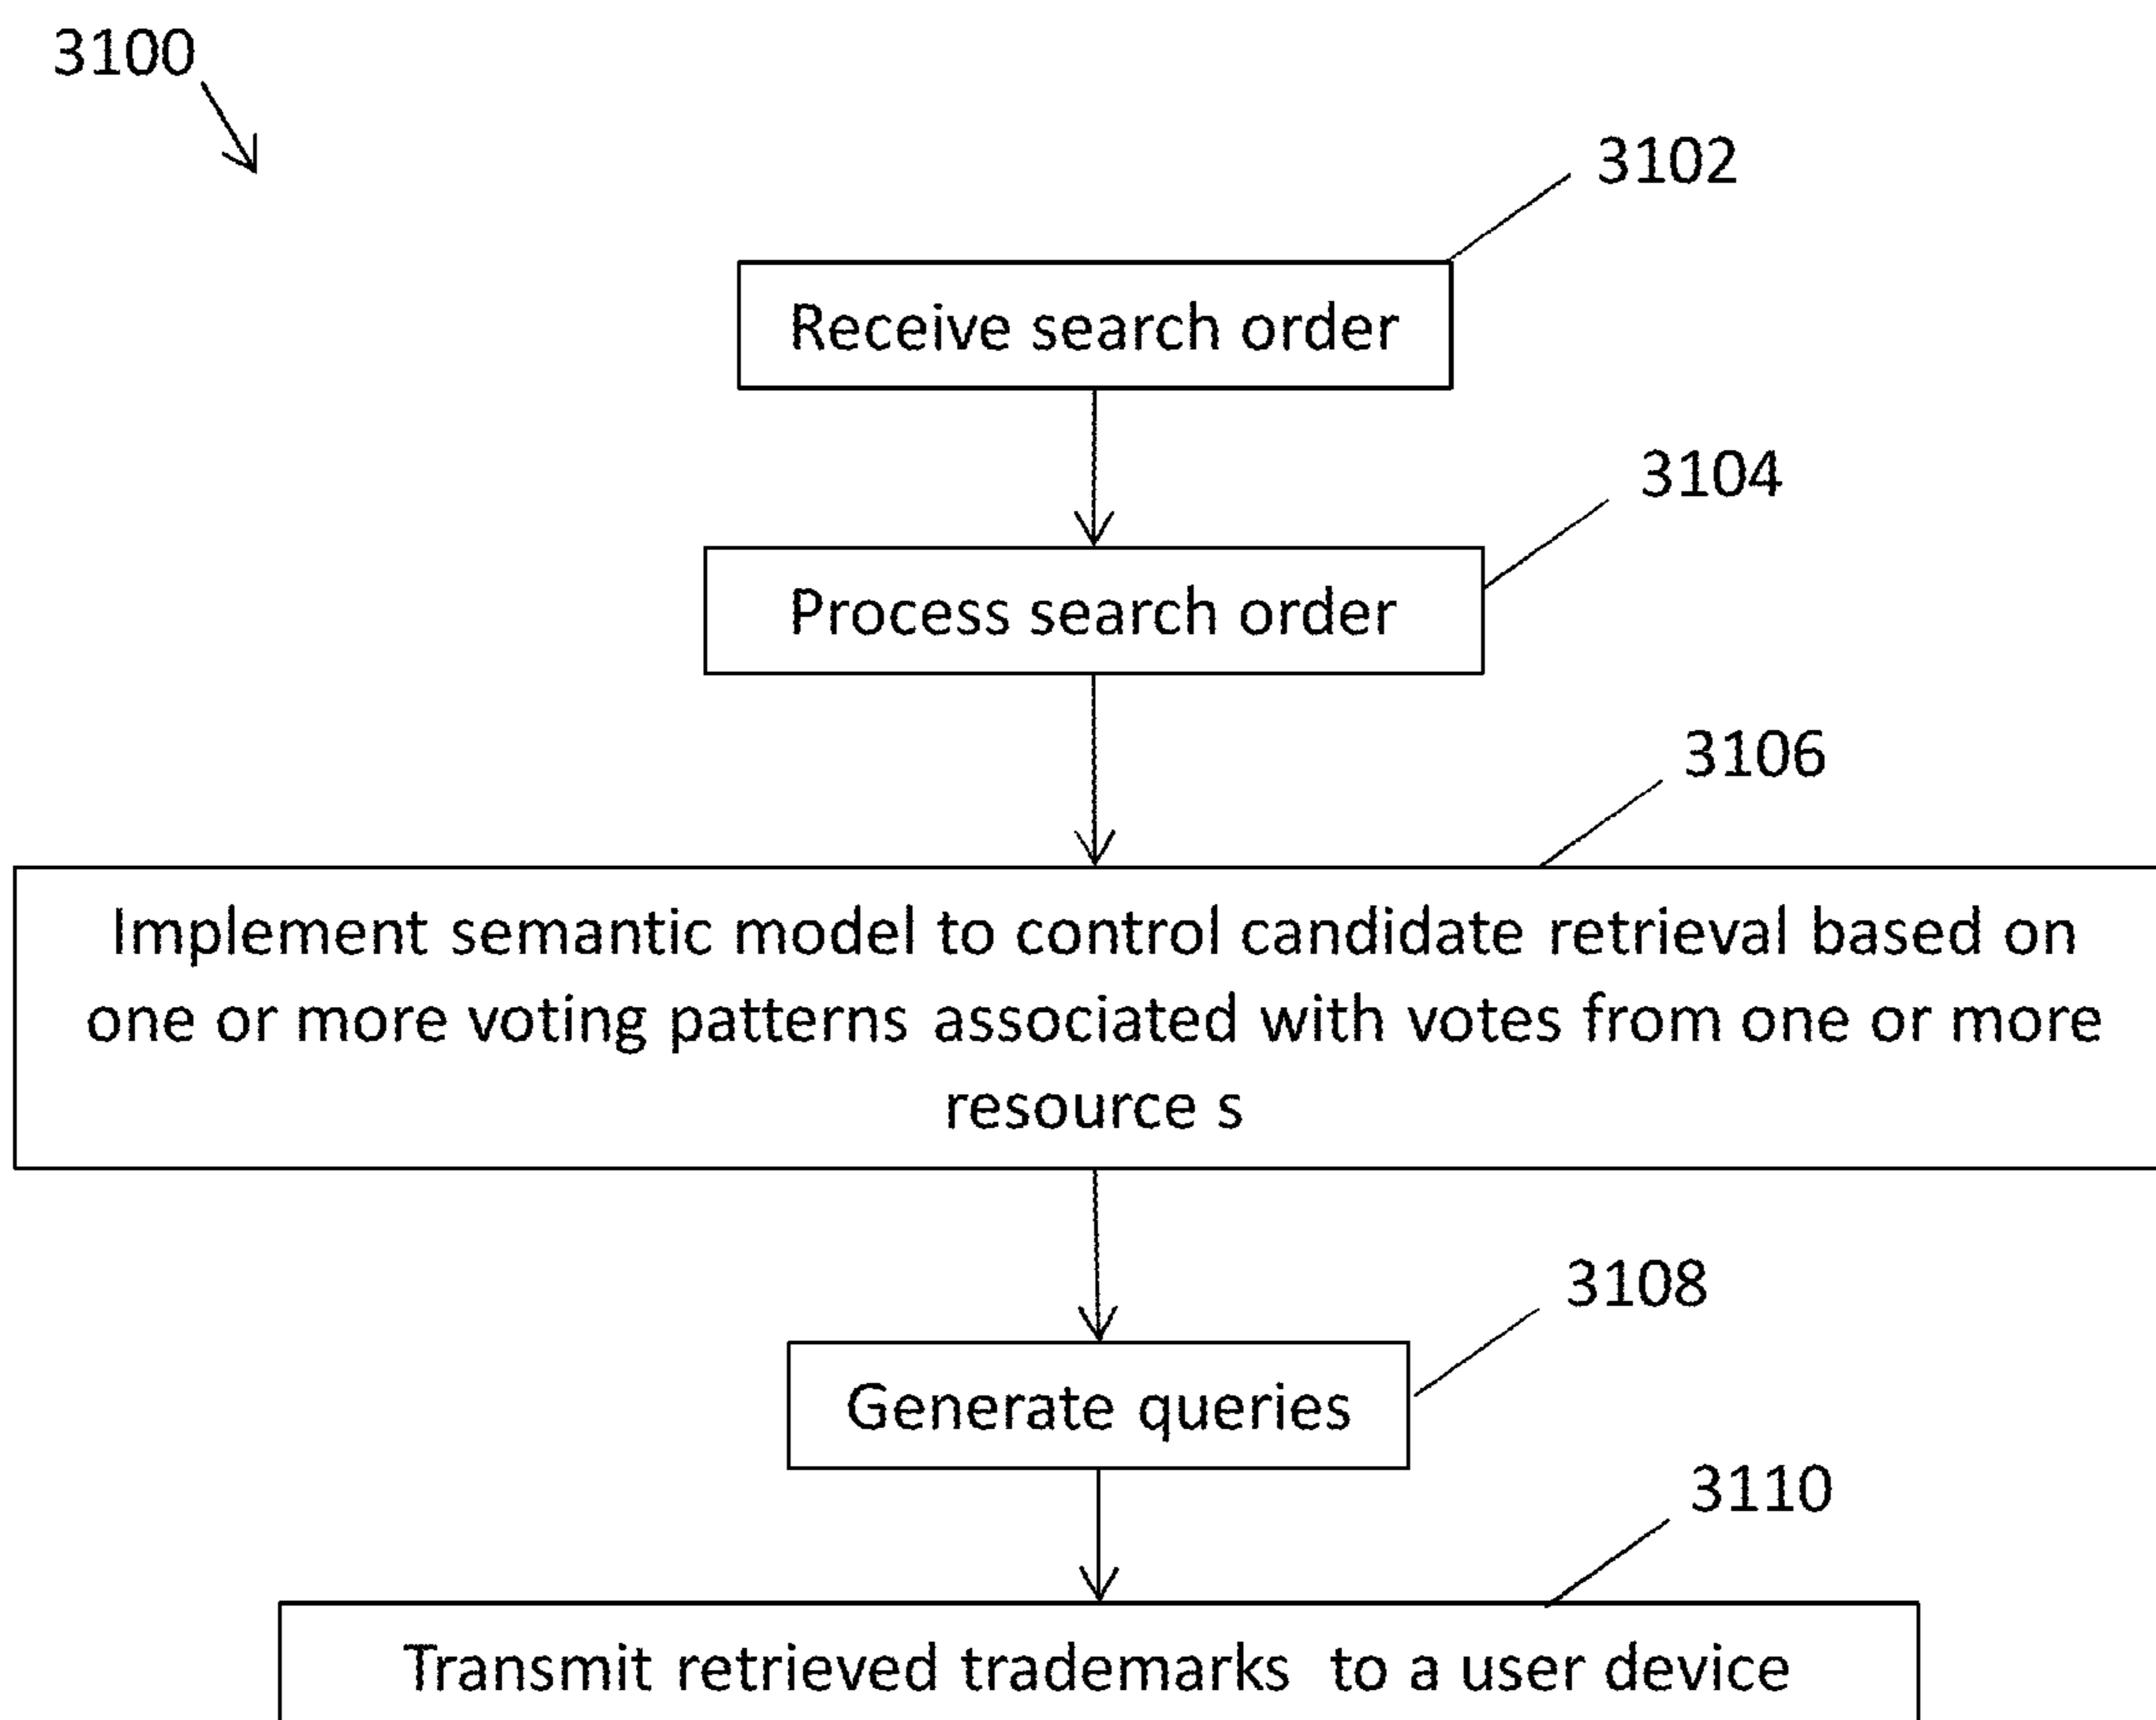 3100
3102
Receive search order
3104
Process search order
3106
Implement semantic model to control candidate retrieval based on
one or more voting patterns associated with votes from one or more
resource s
3108
Generate queries
3110
Transmit retrieved trademarks to a user device